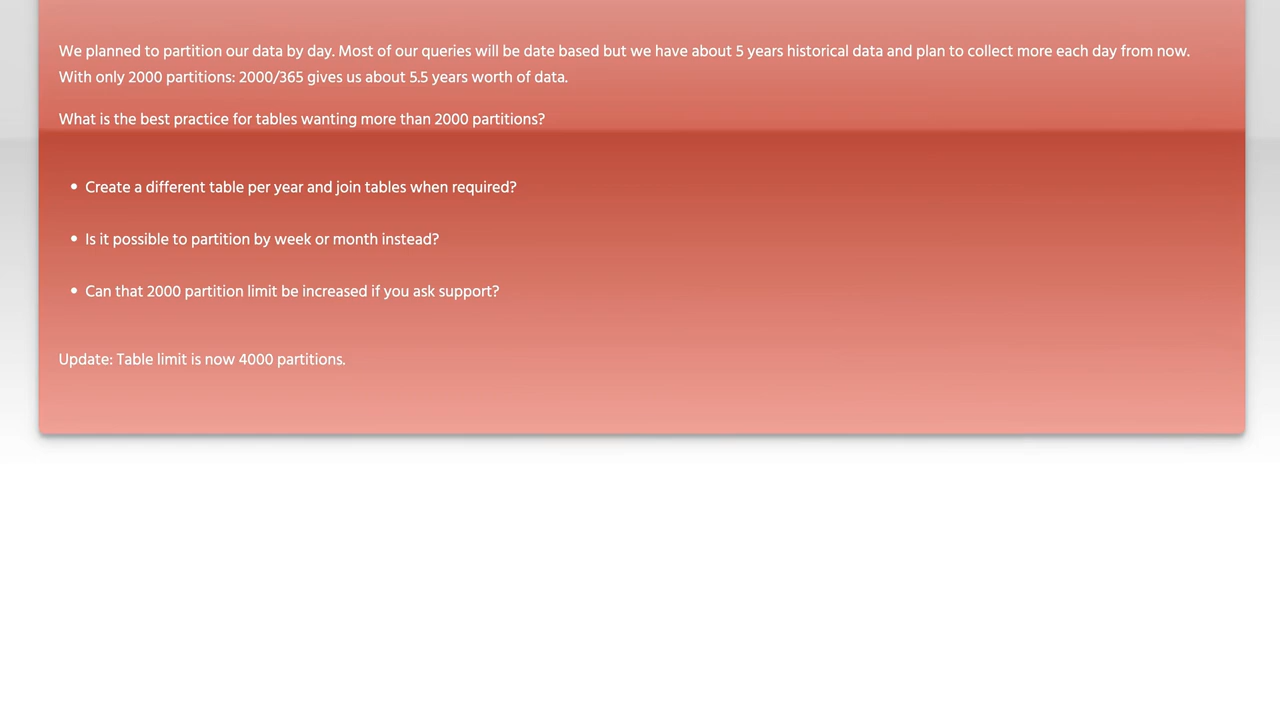 We planned to partition our data by day. Most of our queries will be date based but we have about 5 years historical data and plan to collect more each day from now.
With only 2000 partitions: 2000/365 gives us about 5.5 years worth of data.
What is the best practice for tables wanting more than 2000 partitions?
• Create a different table per year and join tables when required?
• Is it possible to partition by week or month instead?
• Can that 2000 partition limit be increased if you ask support?
Update: Table limit is now 4000 partitions.